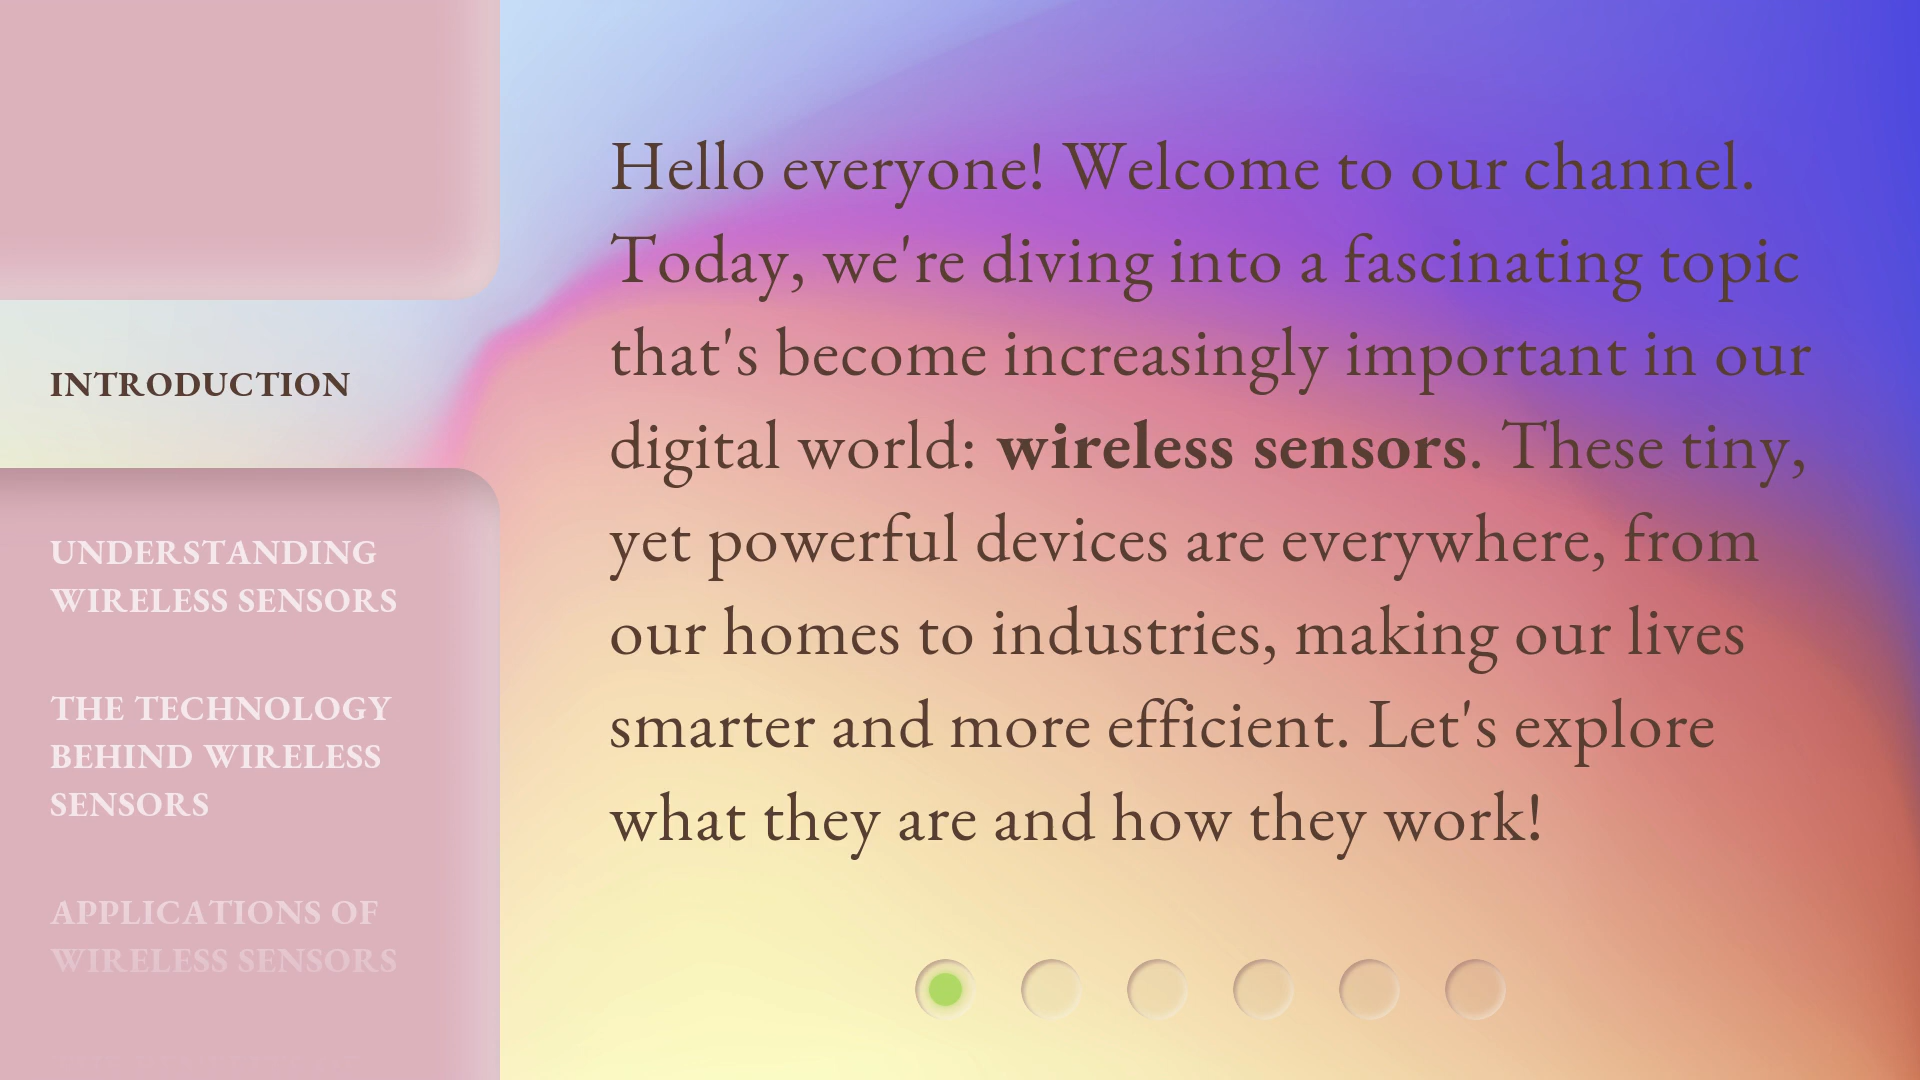 INTRODUCTION
UNDERSTANDING
WIRELESS SENSORS
THE TECHNOLOGY
BEHIND WIRELESS
SENSORS
APPLICATIONS OF
WIRELESS SENSORS
Hello everyone! Welcome to our channel.
Today, we're diving into a fascinating topic
that's become increasingly important in our
digital world: wireless sensors. These tiny,
yet powerful devices are everywhere, from
our homes to industries, making our lives
smarter and more efficient. Let's explore
what they are and how they work!